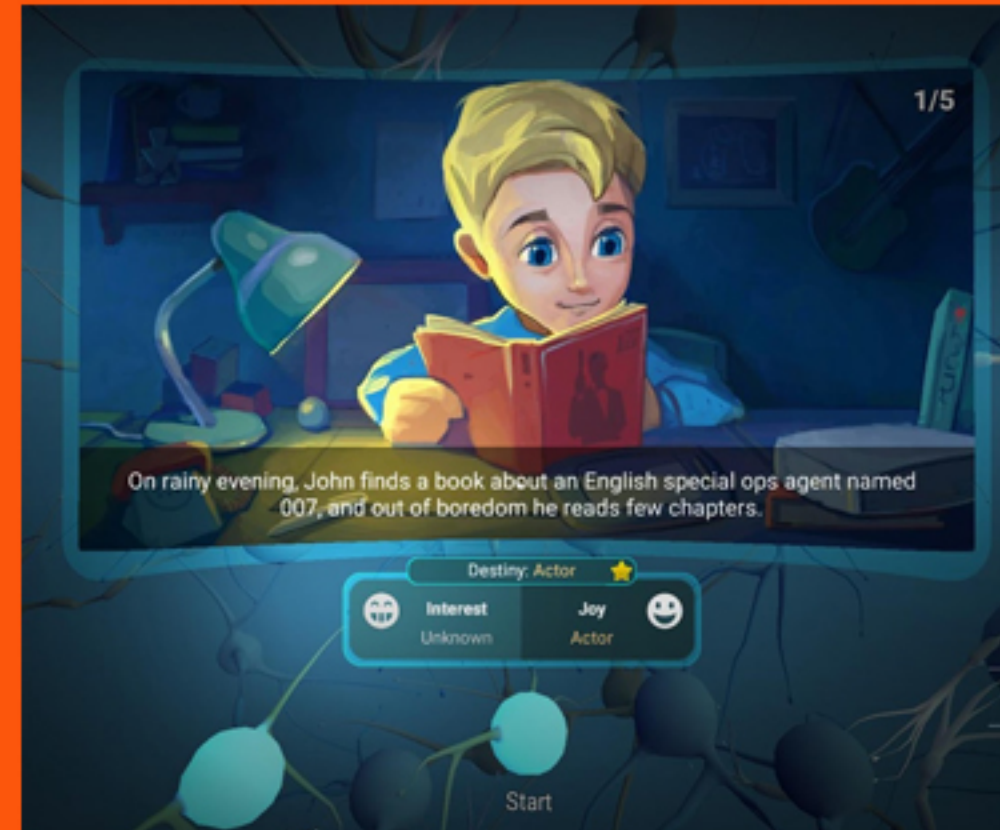 1/5
On rainy evening, John finds a book about an English special ops agent named
007, and out of boredom he reads few chapters.
Destiny: Actor
Interest
Joy
Unknown
Actor
Start